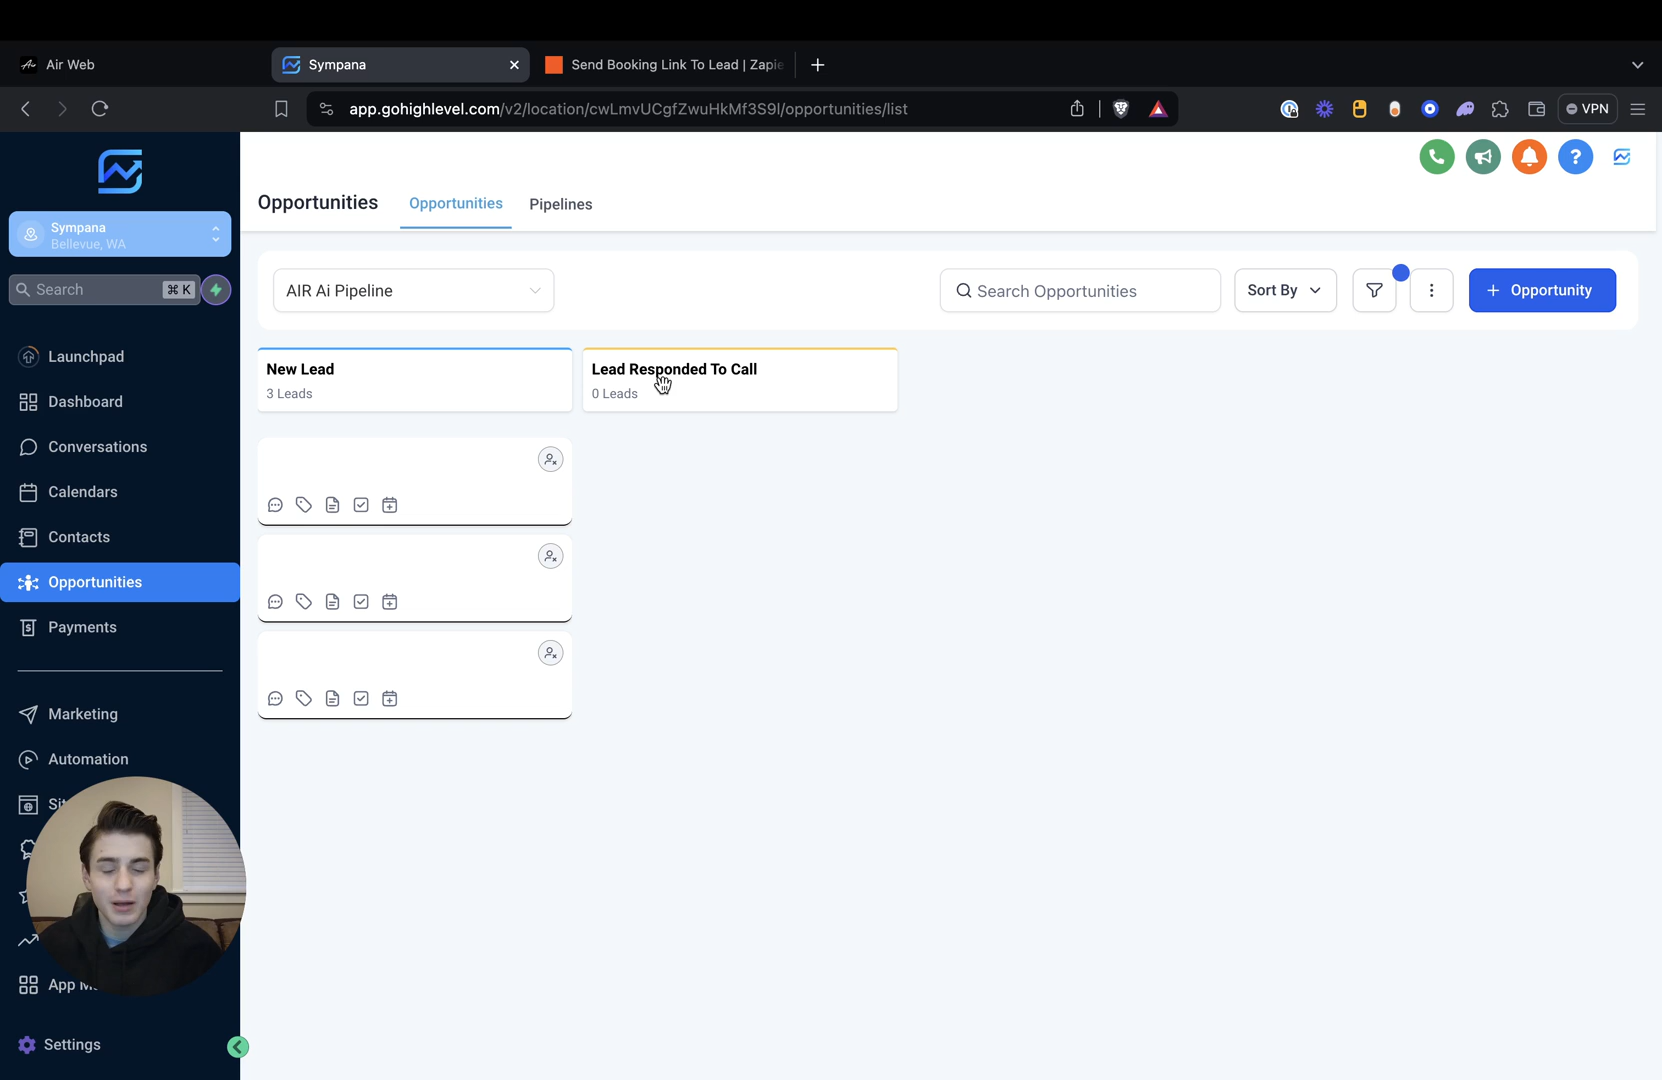 Air Web
Sympana
Send Booking Link To Lead | Zapie
app.gohighlevel.com/v2/location/cwLmvUCgfZwuHkMf3S9l/opportunities/list
VPN
Sympana
Bellevue, WA
Search
⌘ K
Launchpad
Dashboard
Conversations
Calendars
Contacts
Opportunities
Payments
Marketing
Automation
App M
Settings
Opportunities
Opportunities
Pipelines
AIR Ai Pipeline
Search Opportunities
Sort By
+ Opportunity
New Lead
3 Leads
Lead Responded To Call
0 Leads